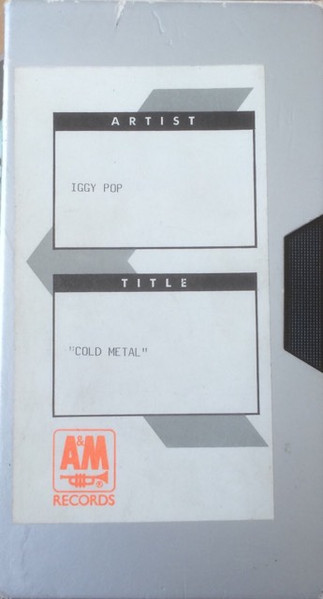 ARTIST
IGGY POP
TITLE
"COLD METAL"
A&M
®
RECORDS